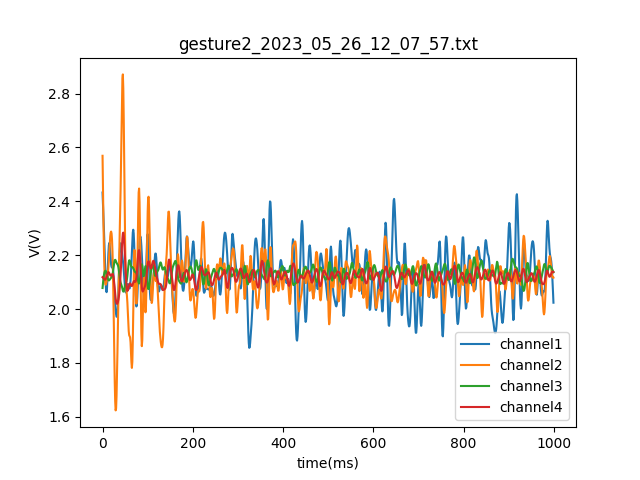 gesture2_2023_05_26_12_07_57.txt
V(V)
2.8
2.6
2.4
2.2
2.0
1.8
1.6
channel1
channel2
channel3
channel4
0 200 400 600 800 1000
time(ms)